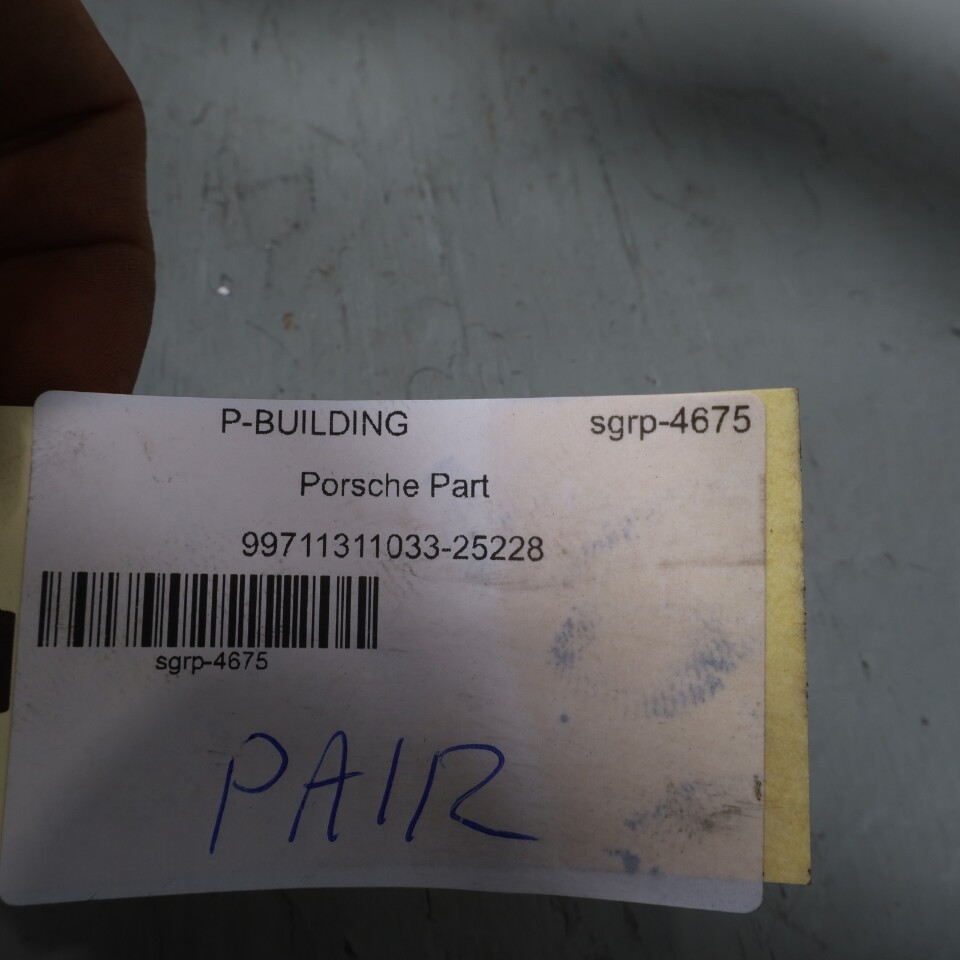 P-BUILDING sgrp-4675
Porsche Part
99711311033-25228
sgrp-4675
PAIR